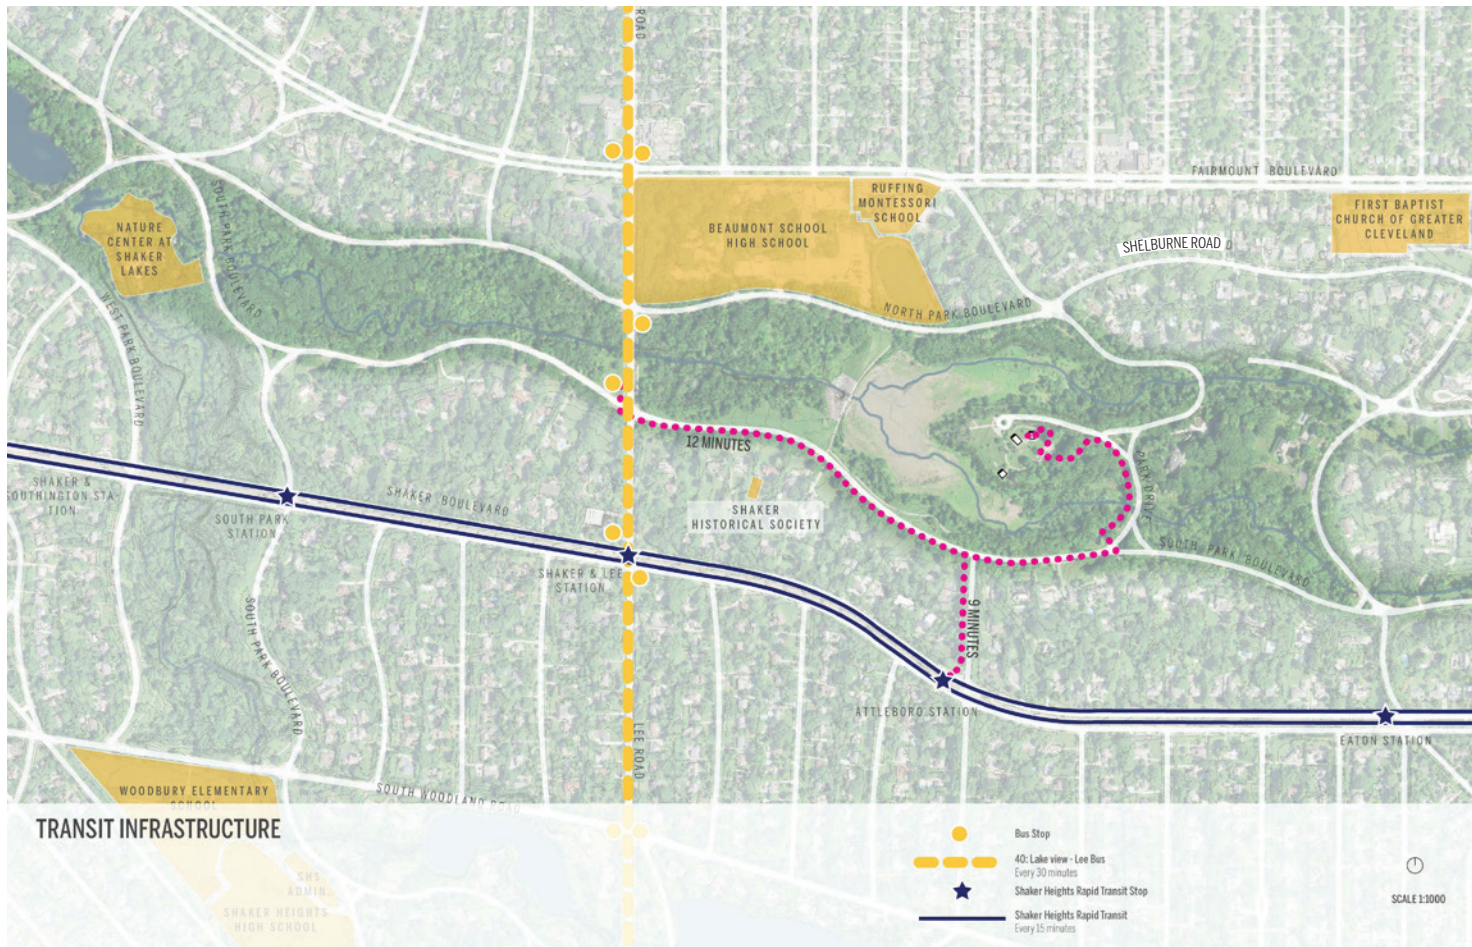 ROAD
FAIRMOUNT BOULEVARD
RUFFING
MONTESSORI
SCHOOL
FIRST BAPTIST
CHURCH OF GREATER
CLEVELAND
BEAUMONT SCHOOL
HIGH SCHOOL
NATURE
CENTER AT
SHAKER
LAKES
SOUTH PARK BOULEVARD
SHELBURNE ROAD
NORTH PARK BOULEVARD
WEST PARK BOULEVARD
12 MINUTES
PARK DRIVE
SHAKER &
SOUTHINGTON STA-
TION
SOUTH PARK
STATION
SHAKER BOULEVARD
SHAKER
HISTORICAL SOCIETY
SOUTH PARK BOULEVARD
SHAKER & LEE
STATION
9 MINUTES
SOUTH PARK BOULEVARD
ATTLEBORO STATION
EATON STATION
LEE ROAD
WOODBURY ELEMENTARY
SCHOOL
SOUTH WOODLAND ROAD
TRANSIT INFRASTRUCTURE
SHS
ADMIN.
SHAKER HEIGHTS
HIGH SCHOOL
Bus Stop
40: Lake view - Lee Bus
Every 30 minutes
Shaker Heights Rapid Transit Stop
Shaker Heights Rapid Transit
Every 15 minutes
SCALE 1:1000